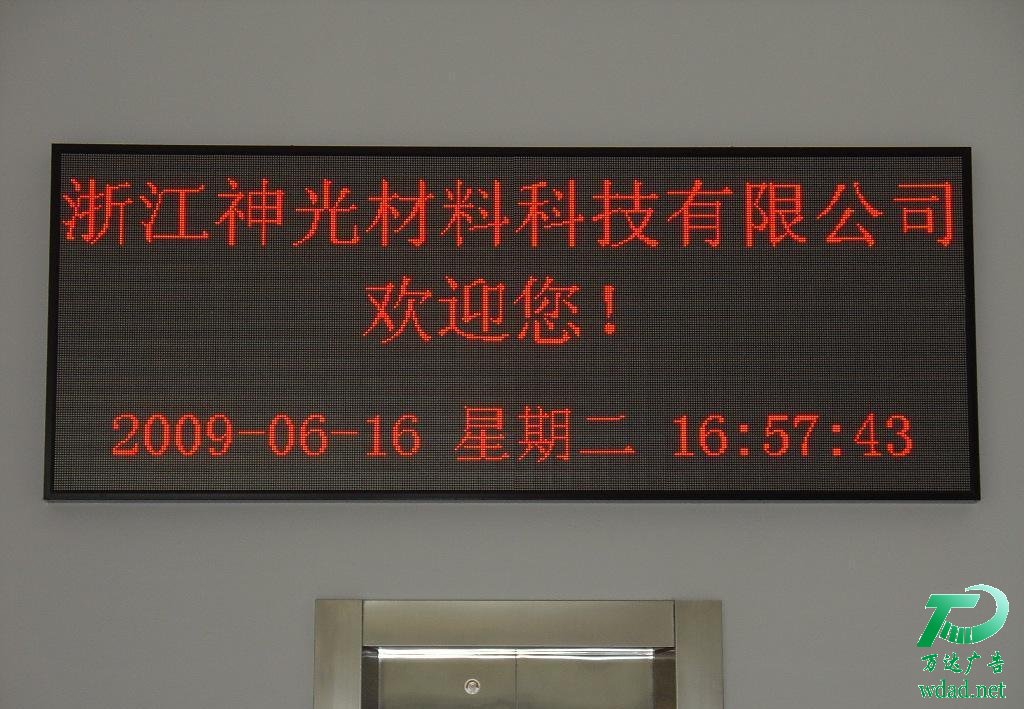 浙江神光材料科技有限公司
欢迎您!
2009-06-16 星期二 16:57:43
万达广告
wdad.net